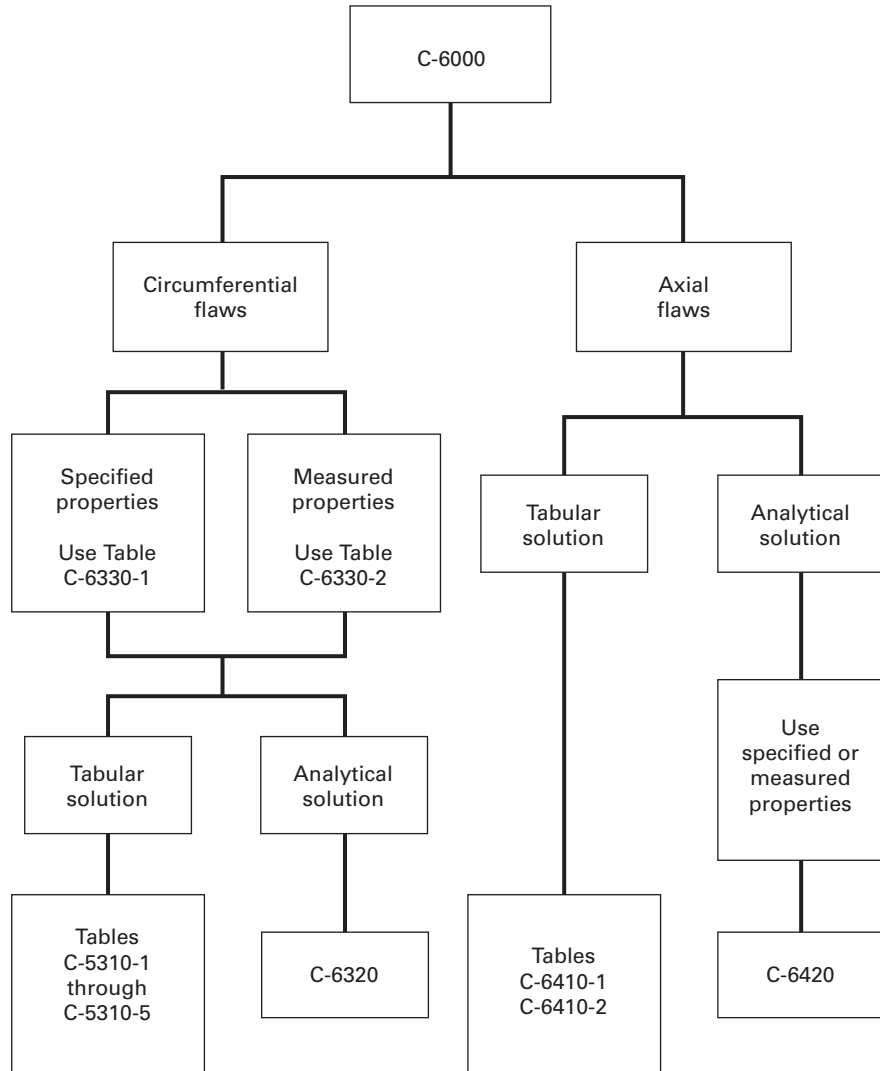 C-6000
Circumferential
flaws
Axial
flaws
Specified
properties
Use Table
C-6330-1
Measured
properties
Use Table
C-6330-2
Tabular
solution
Analytical
solution
Use
specified or
measured
properties
Tabular
solution
Analytical
solution
Tables
C-5310-1
through
C-5310-5
C-6320
Tables
C-6410-1
C-6410-2
C-6420